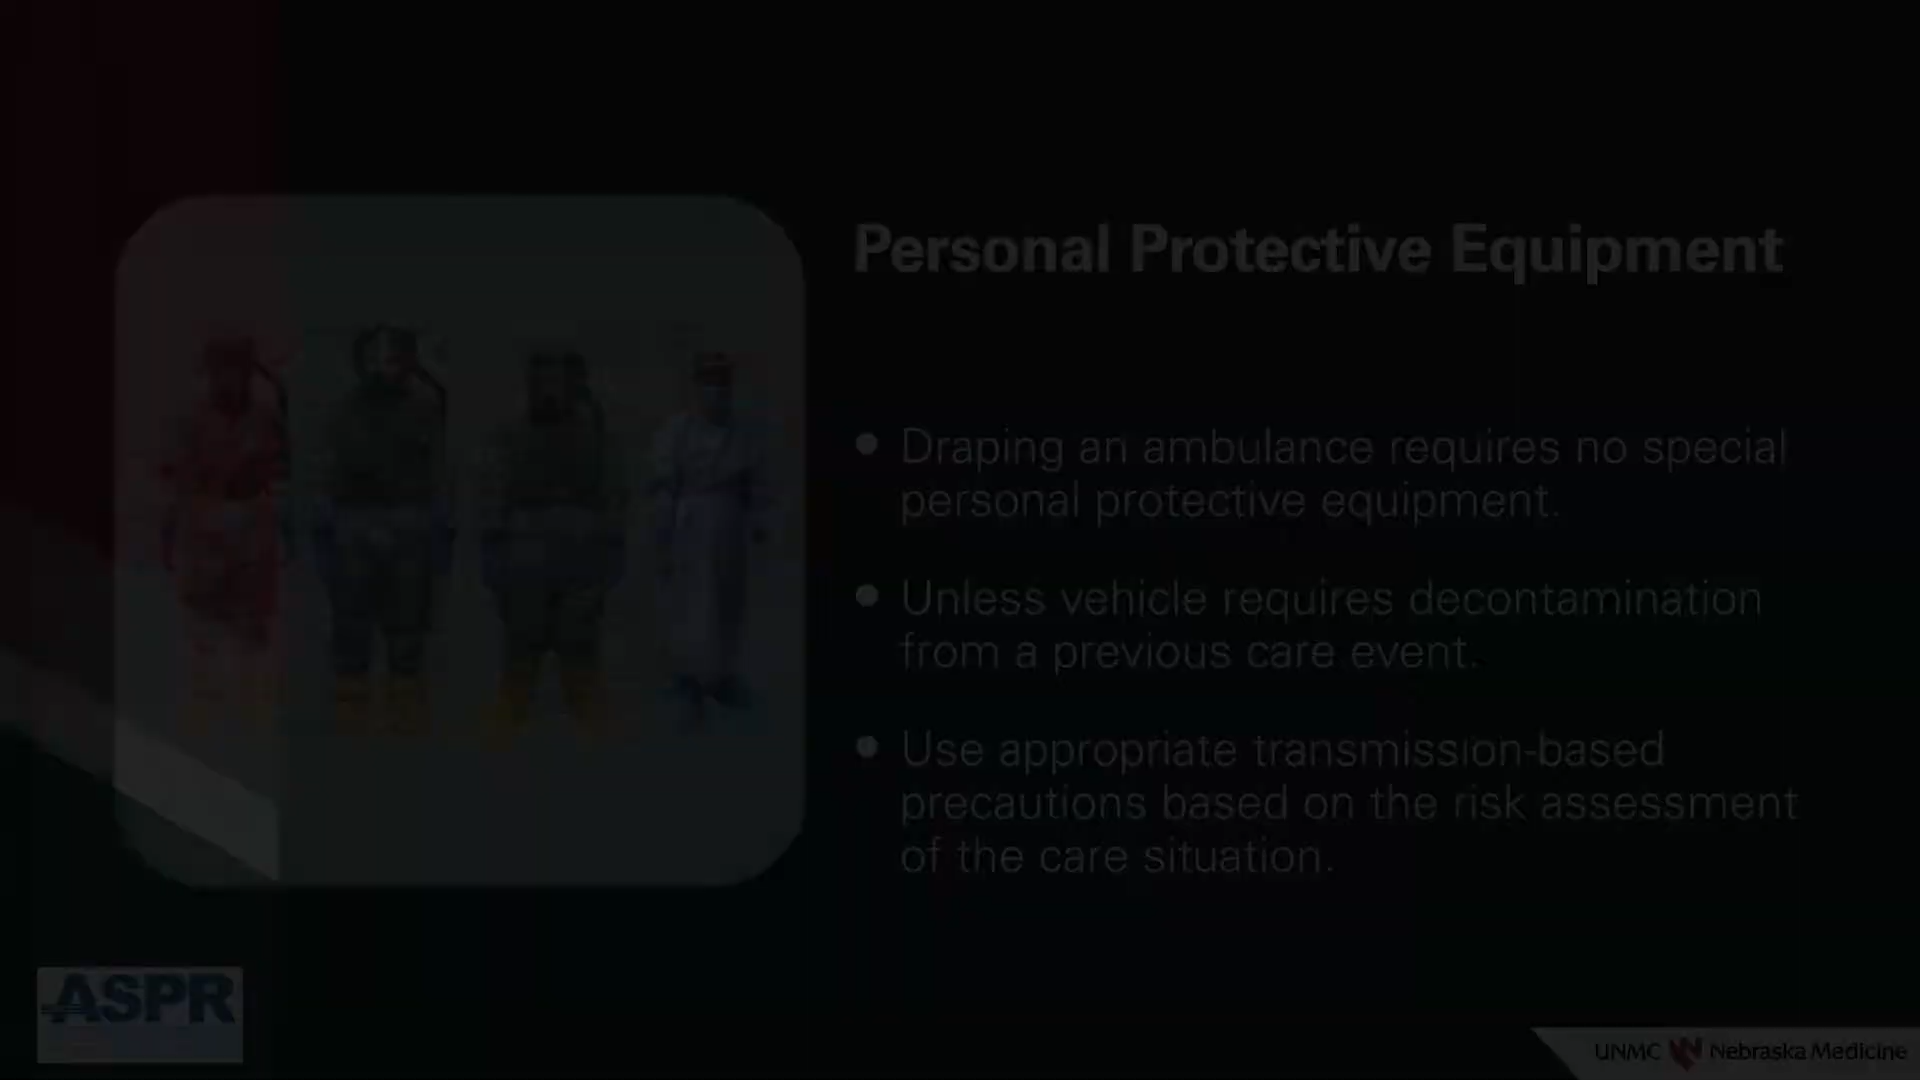 Personal Protective Equipment
Draping an ambulance requires no special
personal protective equipment.
Unless vehicle requires decontamination
from a previous care event.
Use appropriate transmission-based
precautions based on the risk assessment
of the care situation.
ASPR
UNMC Nebraska Medicine